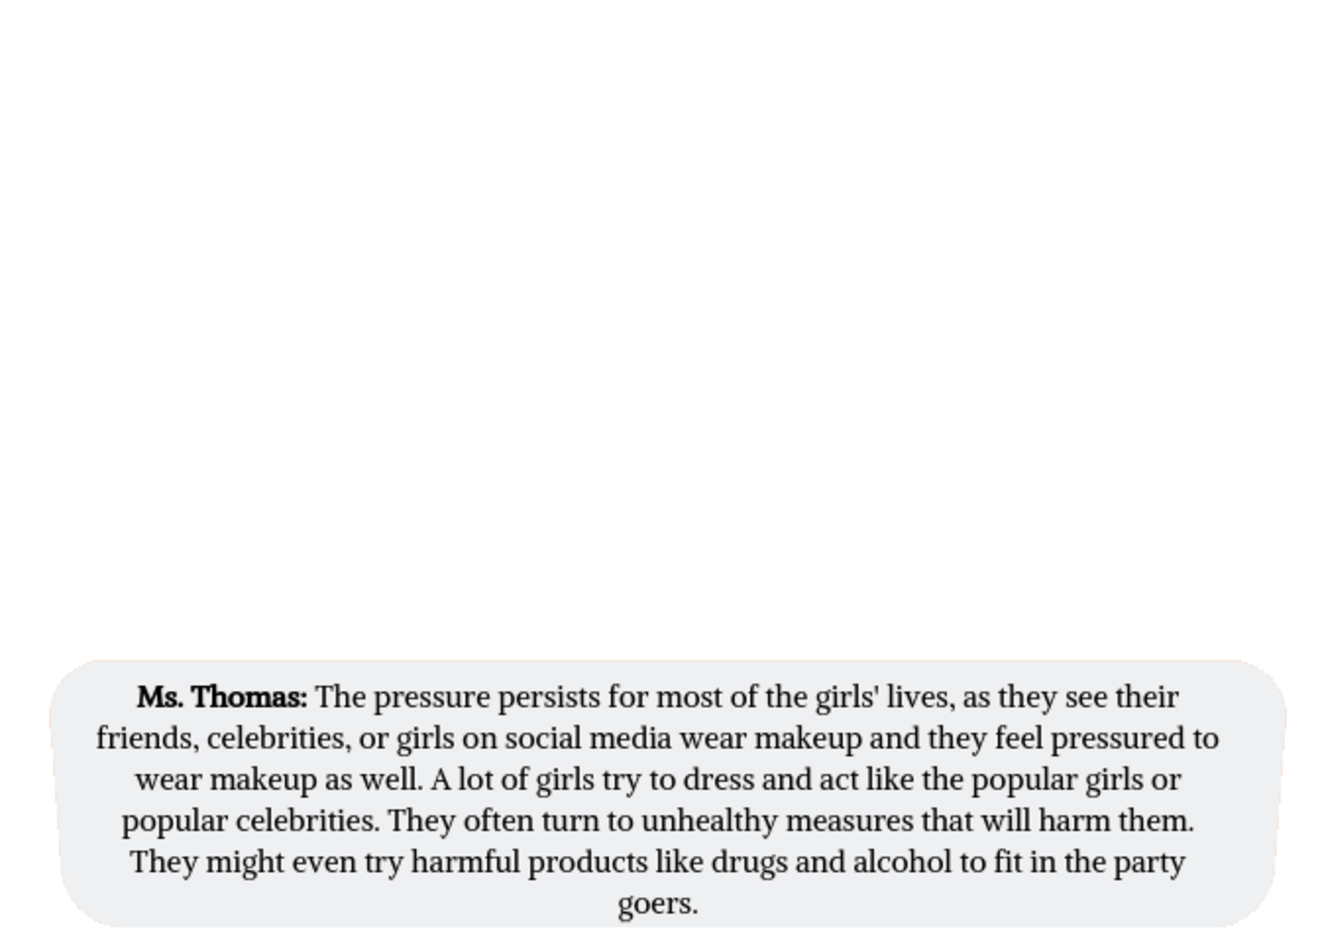 Ms. Thomas: The pressure persists for most of the girls' lives, as they see their
friends, celebrities, or girls on social media wear makeup and they feel pressured to
wear makeup as well. A lot of girls try to dress and act like the popular girls or
popular celebrities. They often turn to unhealthy measures that will harm them.
They might even try harmful products like drugs and alcohol to fit in the party
goers.